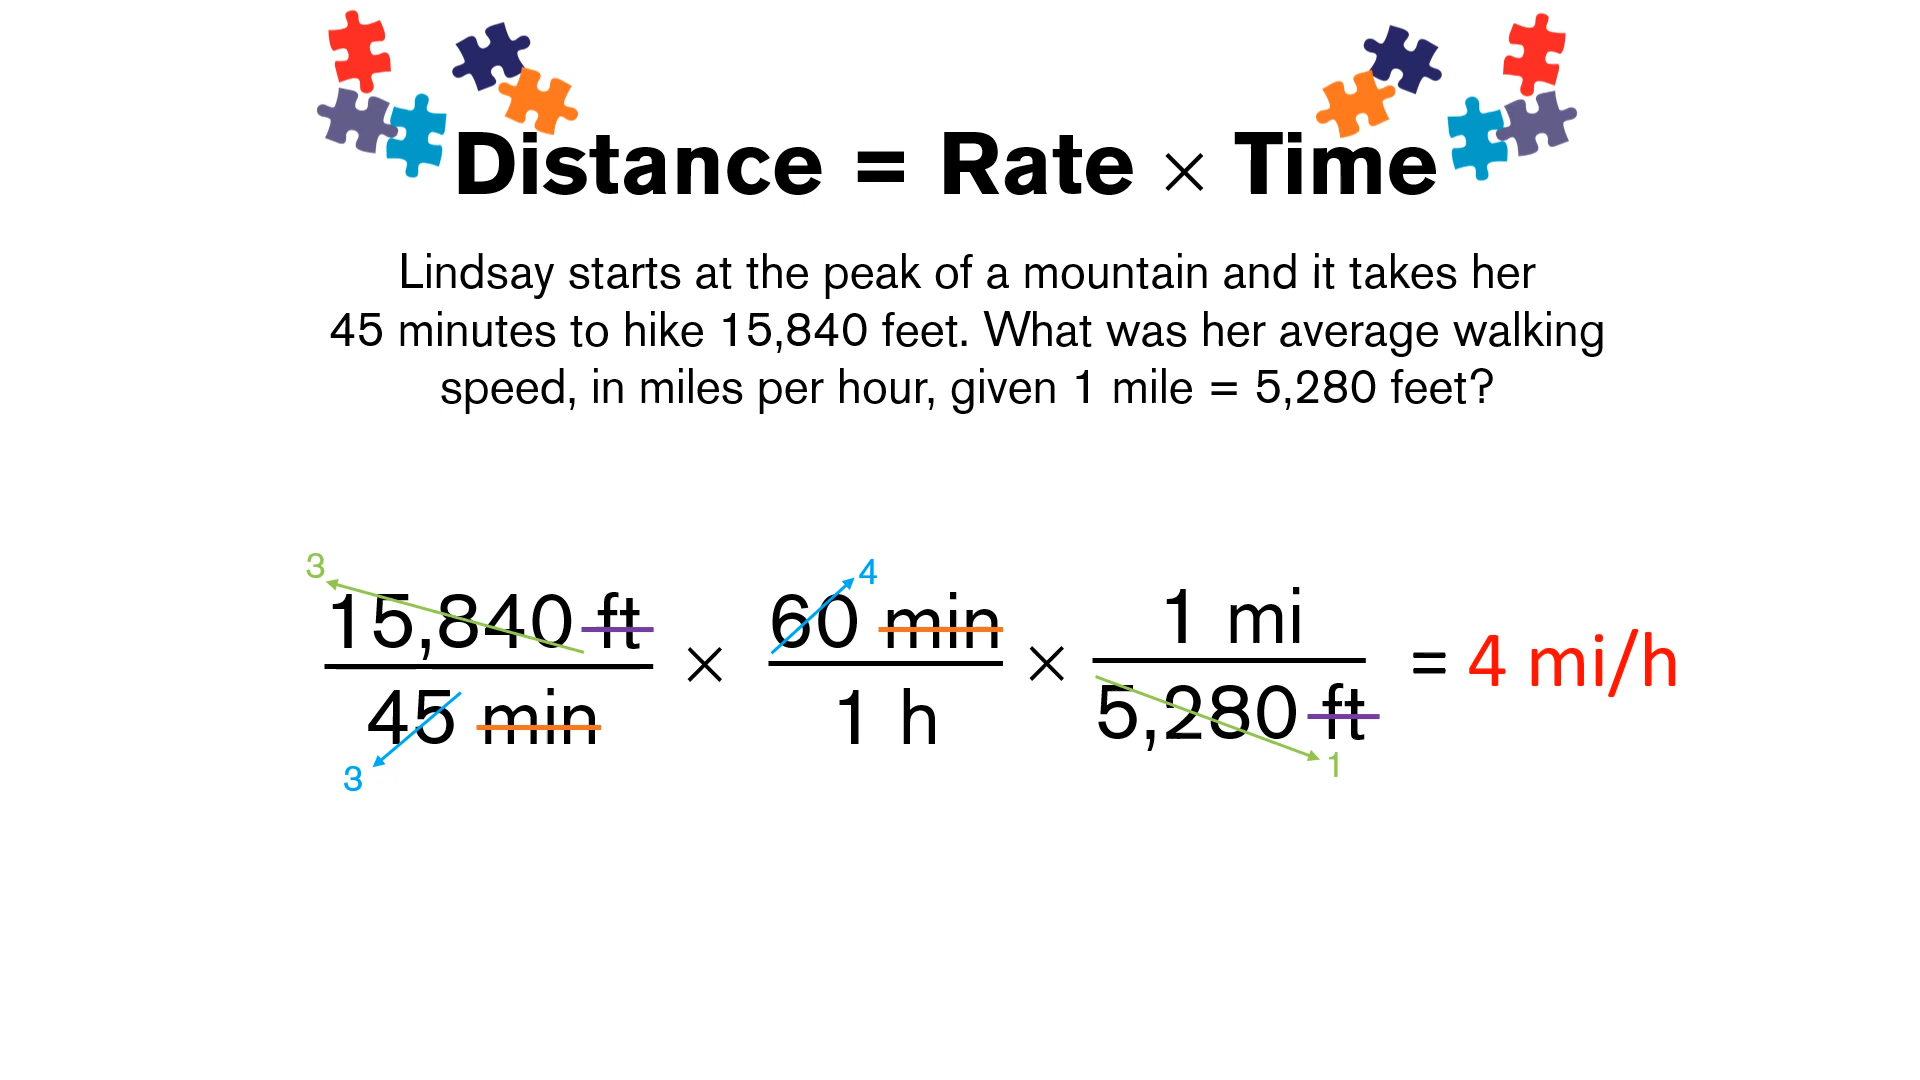 Distance = Rate × Time
Lindsay starts at the peak of a mountain and it takes her
45 minutes to hike 15,840 feet. What was her average walking
speed, in miles per hour, given 1 mile = 5,280 feet?
3 4
15,840 ft 60 min 1 mi
× × = 4 mi/h
45 min 1 h 5,280 ft
3 1